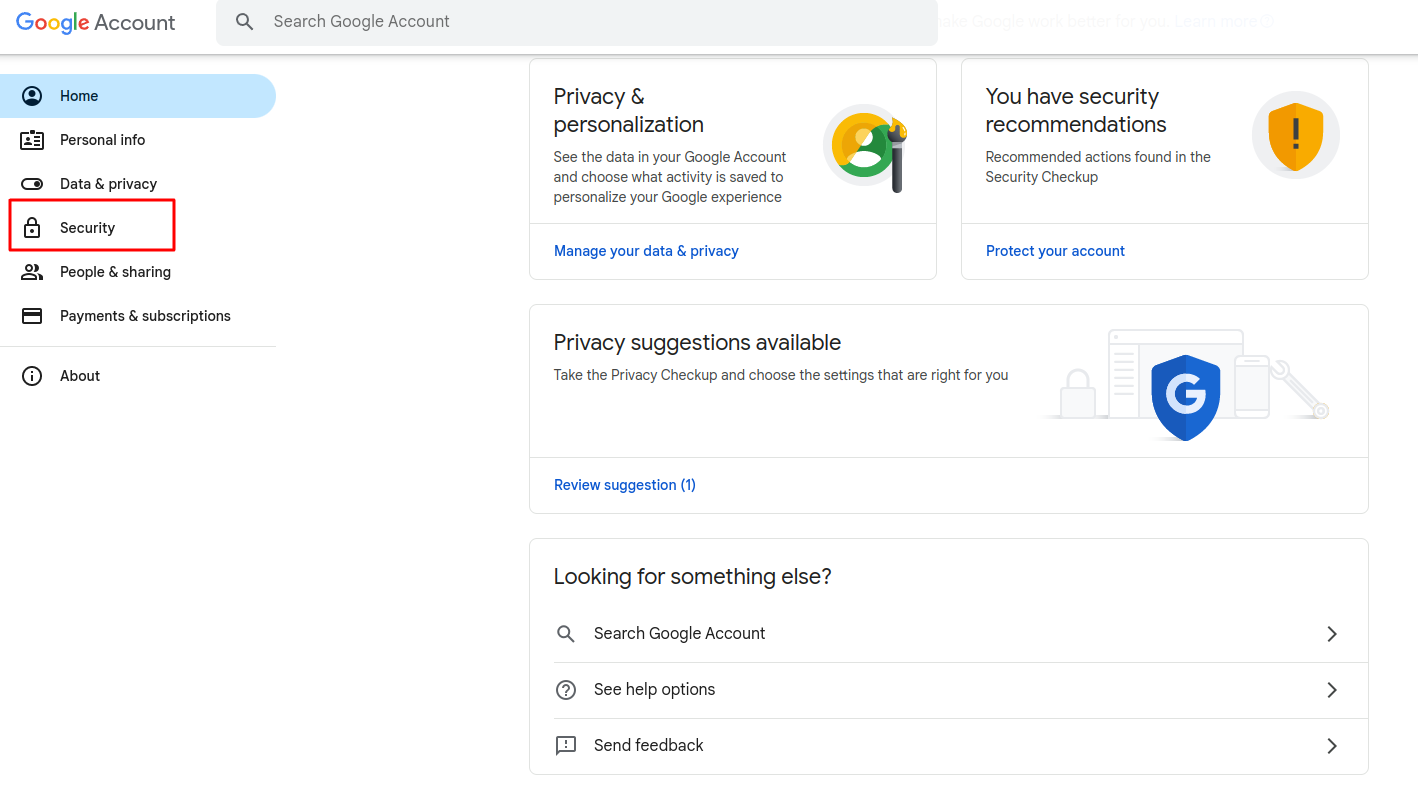 Google Account
Search Google Account
make Google work better for you. Learn more
Home
Personal info
Data & privacy
Security
People & sharing
Payments & subscriptions
About
Privacy &
personalization
See the data in your Google Account
and choose what activity is saved to
personalize your Google experience
Manage your data & privacy
You have security
recommendations
Recommended actions found in the
Security Checkup
Protect your account
Privacy suggestions available
Take the Privacy Checkup and choose the settings that are right for you
G
Review suggestion (1)
Looking for something else?
Search Google Account
See help options
Send feedback